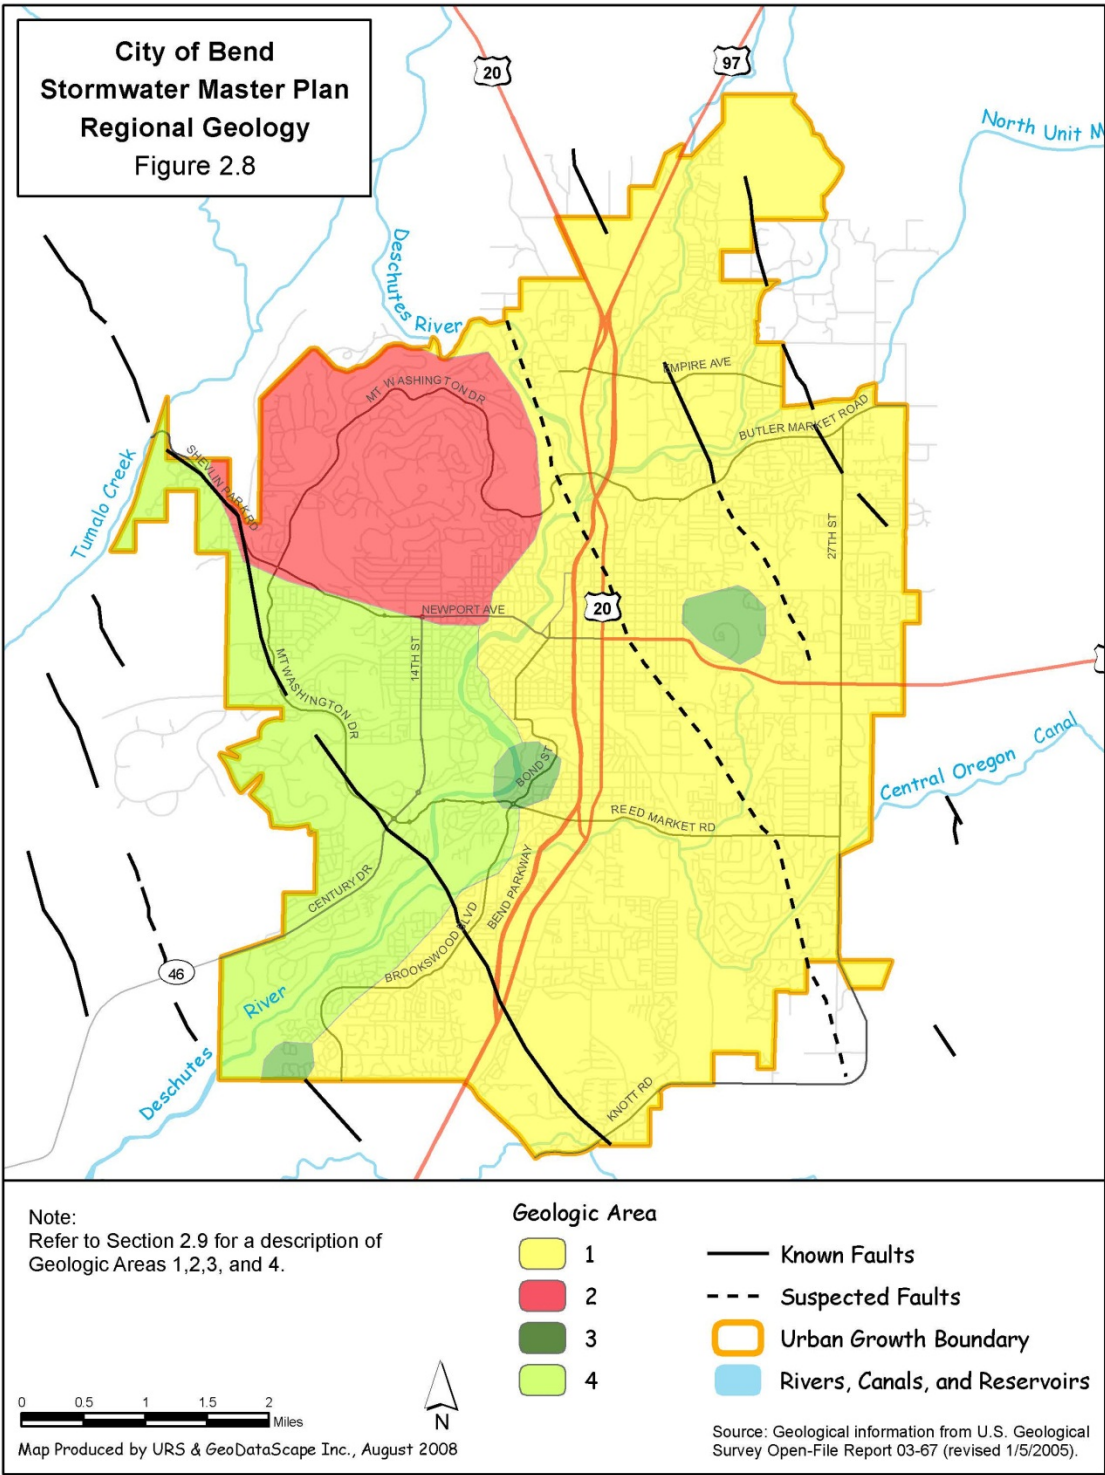 City of Bend
Stormwater Master Plan
Regional Geology
Figure 2.8
20
97
North Unit M
Deschutes River
EMPIRE AVE
MT WASHINGTON DR
BUTLER MARKET ROAD
SHEVLIN PARK RD
Tumalo Creek
27TH ST
NEWPORT AVE
20
14TH ST
MT WASHINGTON DR
Central Oregon Canal
BOND ST
REED MARKET RD
CENTURY DR
BEND PARKWAY
BROOKSWOOD BLVD
46
Deschutes River
KNOTT RD
Note:
Refer to Section 2.9 for a description of
Geologic Areas 1,2,3, and 4.
Geologic Area
1
2
3
4
Known Faults
Suspected Faults
Urban Growth Boundary
Rivers, Canals, and Reservoirs
0 0.5 1 1.5 2
Miles
N
Map Produced by URS & GeoDataScape Inc., August 2008
Source: Geological information from U.S. Geological
Survey Open-File Report 03-67 (revised 1/5/2005).